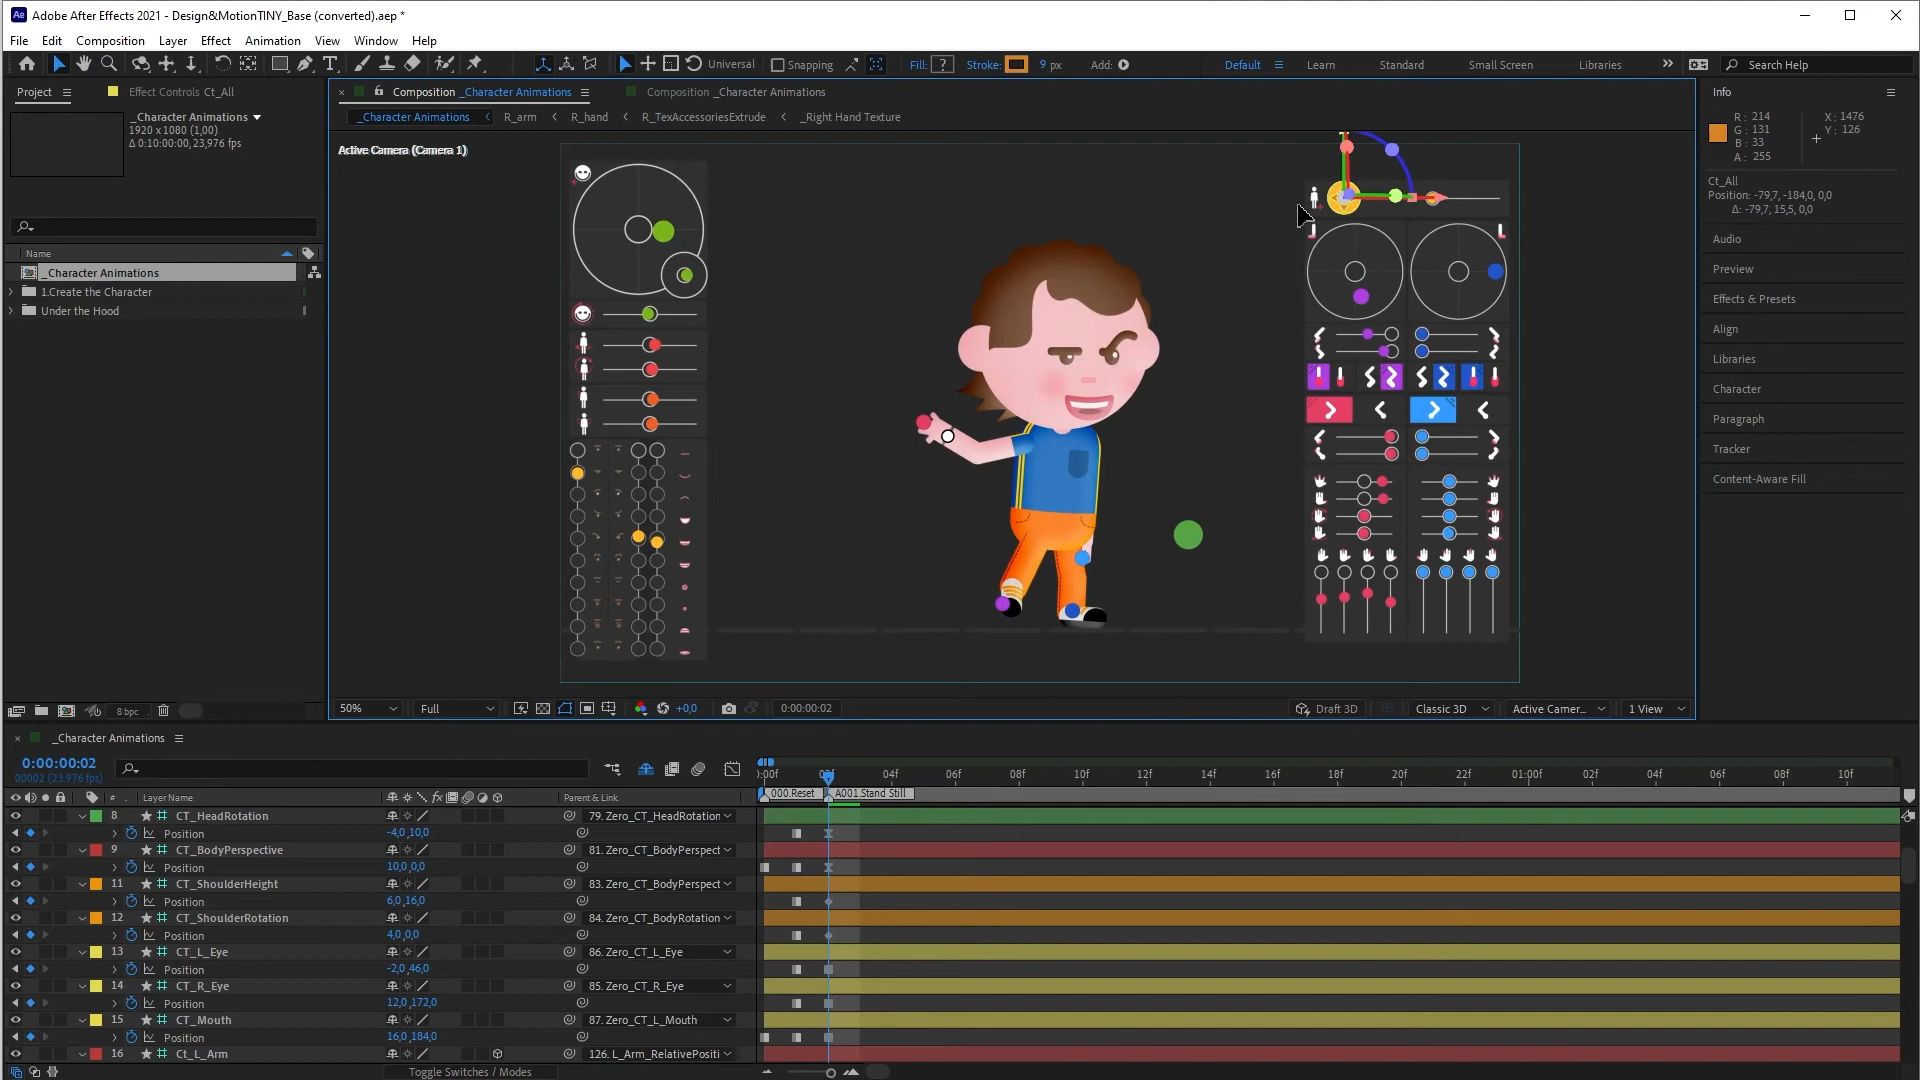 Ae Adobe After Effects 2021 - Design&MotionTINY_Base (converted).aep *
File Edit Composition Layer Effect Animation View Window Help
Universal Snapping Fill: ? Stroke: 9 px Add: Default Learn Standard Small Screen Libraries Search Help
Project Effect Controls Ct_All
Composition _Character Animations Composition _Character Animations
Info
_Character Animations
1920 x 1080 (1,00)
Δ 0:10:00:00, 23,976 fps
_Character Animations R_arm R_hand R_TexAccessoriesExtrude _Right Hand Texture
R : 214 X : 1476
G : 131 Y : 126
B : 33
A : 255
Active Camera (Camera 1)
Ct_All
Position: -79,7, -184,0, 0,0
Δ: -79,7, 15,5, 0,0
Name
_Character Animations
1.Create the Character
Under the Hood
Audio
Preview
Effects & Presets
Align
Libraries
Character
Paragraph
Tracker
Content-Aware Fill
8 bpc
50% Full +0,0 0:00:00:02 Draft 3D Classic 3D Active Camer... 1 View
_Character Animations
0:00:00:02
00002 (23.976 fps)
):00f 02f 04f 06f 08f 10f 12f 14f 16f 18f 20f 22f 01:00f 02f 04f 06f 08f 10f
# Layer Name fx Parent & Link
000.Reset A001.Stand Still
8 CT_HeadRotation 79. Zero_CT_HeadRotation
Position -4,0,10,0
9 CT_BodyPerspective 81. Zero_CT_BodyPerspect
Position 10,0,0,0
11 CT_ShoulderHeight 83. Zero_CT_BodyPerspect
Position 6,0,16,0
12 CT_ShoulderRotation 84. Zero_CT_BodyRotation
Position 4,0,0,0
13 CT_L_Eye 86. Zero_CT_L_Eye
Position -2,0,46,0
14 CT_R_Eye 85. Zero_CT_R_Eye
Position 12,0,172,0
15 CT_Mouth 87. Zero_CT_L_Mouth
Position 16,0,184,0
16 Ct_L_Arm 126. L_Arm_RelativePositi
Toggle Switches / Modes